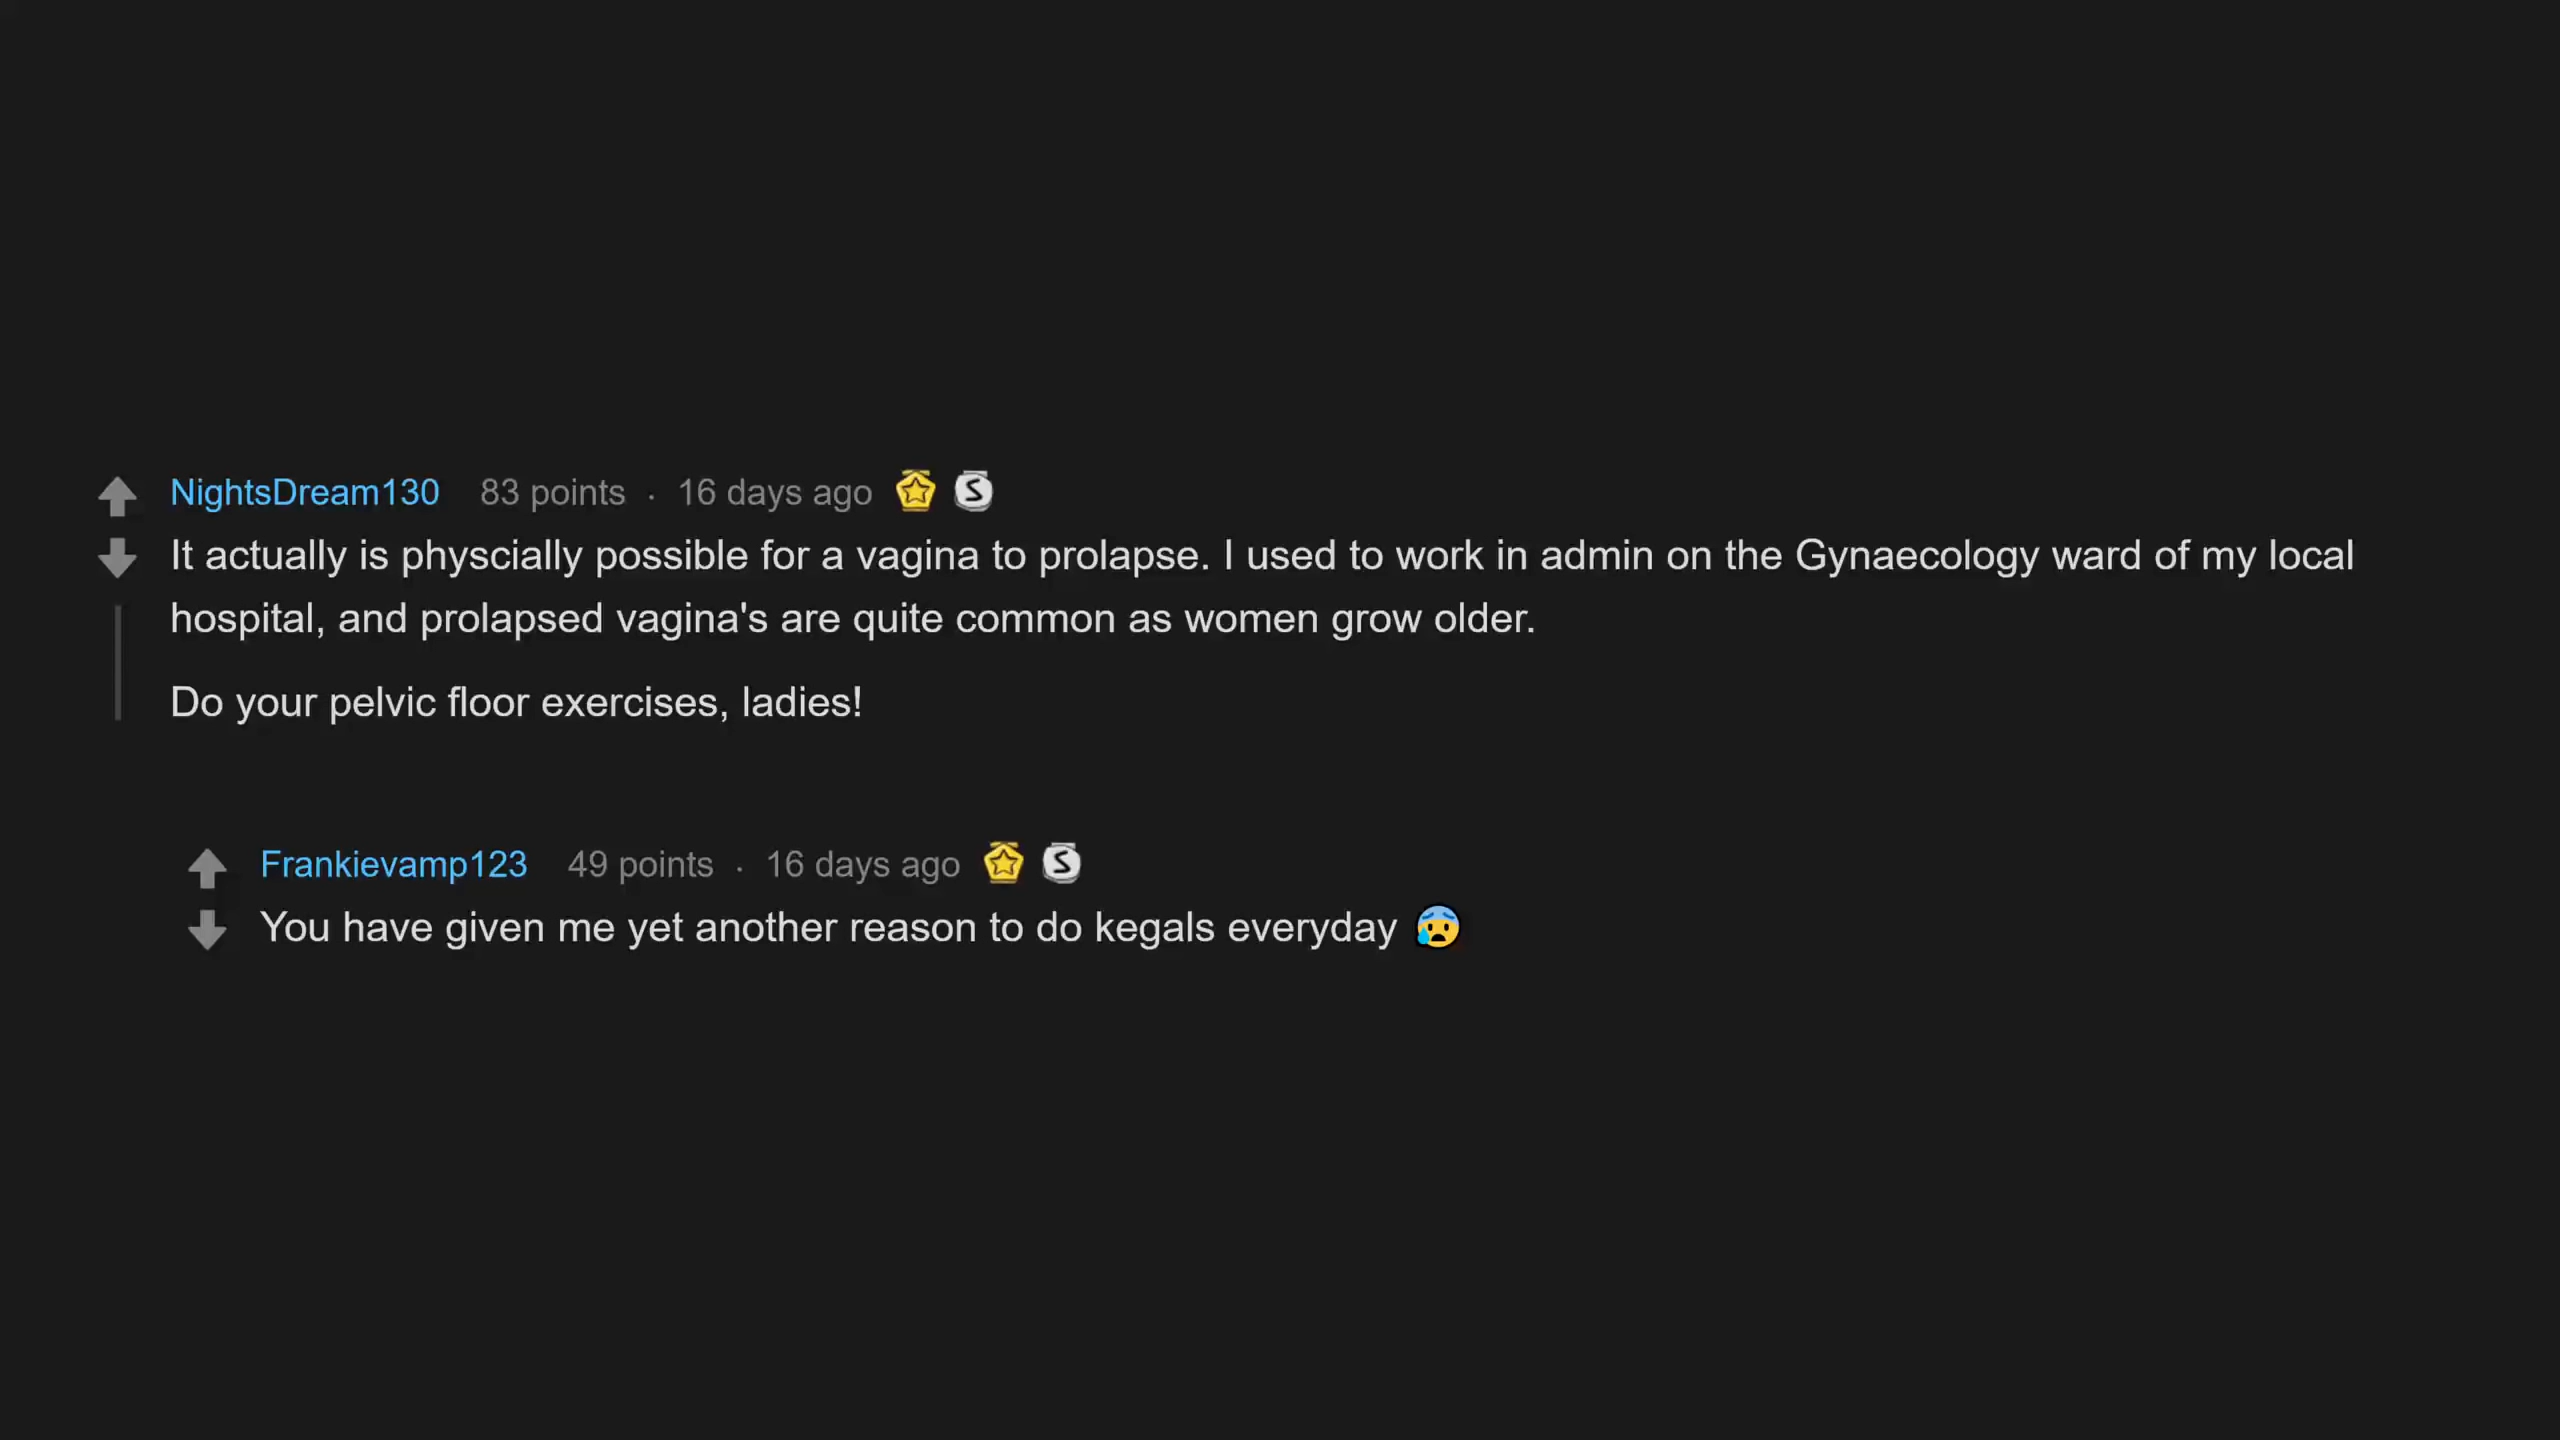 NightsDream130 83 points · 16 days ago
It actually is physcially possible for a vagina to prolapse. I used to work in admin on the Gynaecology ward of my local
hospital, and prolapsed vagina's are quite common as women grow older.
Do your pelvic floor exercises, ladies!
Frankievamp123 49 points · 16 days ago
You have given me yet another reason to do kegals everyday 😰